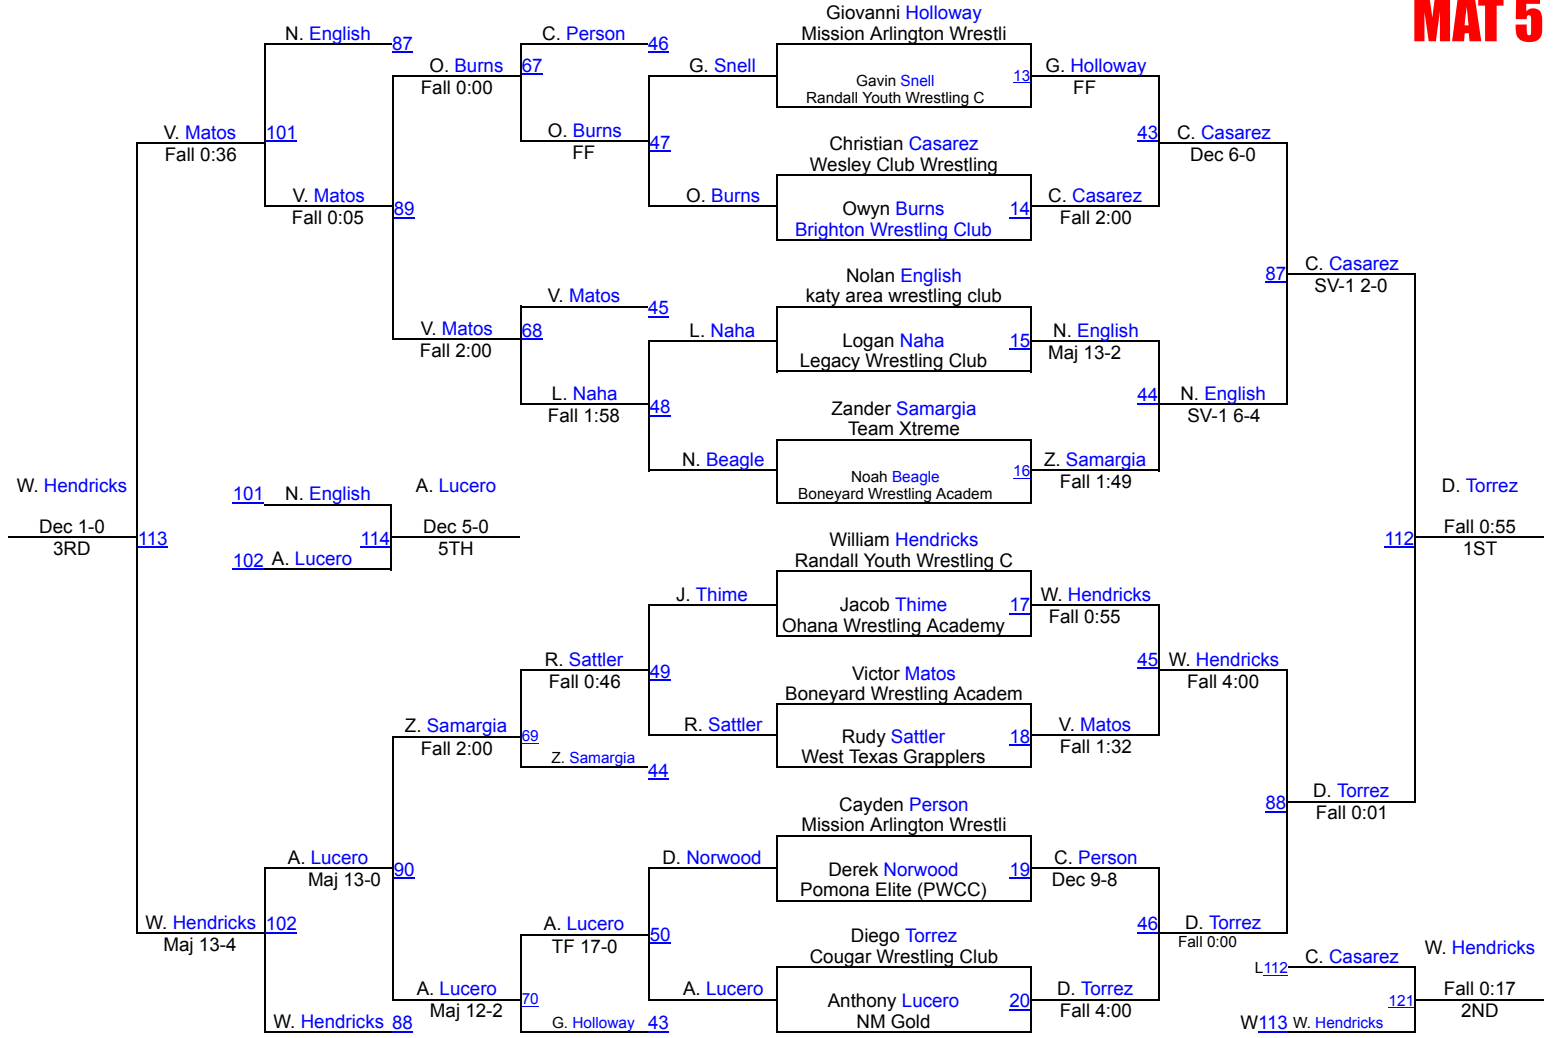 MAT 5
Giovanni Holloway
Mission Arlington Wrestli
Gavin Snell
Randall Youth Wrestling C
13
Christian Casarez
Wesley Club Wrestling
Owyn Burns
Brighton Wrestling Club
14
Nolan English
katy area wrestling club
Logan Naha
Legacy Wrestling Club
15
Zander Samargia
Team Xtreme
Noah Beagle
Boneyard Wrestling Academ
16
William Hendricks
Randall Youth Wrestling C
Jacob Thime
Ohana Wrestling Academy
17
Victor Matos
Boneyard Wrestling Academ
Rudy Sattler
West Texas Grapplers
18
Cayden Person
Mission Arlington Wrestli
Derek Norwood
Pomona Elite (PWCC)
19
Diego Torrez
Cougar Wrestling Club
Anthony Lucero
NM Gold
20
G. Holloway
FF
43
C. Casarez
Fall 2:00
N. English
Maj 13-2
44
Z. Samargia
Fall 1:49
W. Hendricks
Fall 0:55
45
V. Matos
Fall 1:32
C. Person
Dec 9-8
46
D. Torrez
Fall 4:00
C. Casarez
Dec 6-0
87
N. English
SV-1 6-4
W. Hendricks
Fall 4:00
88
D. Torrez
Fall 0:00
C. Casarez
SV-1 2-0
112
D. Torrez
Fall 0:01
D. Torrez
Fall 0:55
1ST
L112
C. Casarez
W113 W. Hendricks
121
W. Hendricks
Fall 0:17
2ND
G. Snell
47
O. Burns
L. Naha
48
N. Beagle
J. Thime
49
R. Sattler
D. Norwood
50
A. Lucero
C. Person
46
67
O. Burns
FF
V. Matos
45
68
L. Naha
Fall 1:58
R. Sattler
Fall 0:46
69
Z. Samargia
44
A. Lucero
TF 17-0
70
G. Holloway 43
O. Burns
Fall 0:00
89
V. Matos
Fall 2:00
Z. Samargia
Fall 2:00
90
A. Lucero
Maj 12-2
N. English
87
101
V. Matos
Fall 0:05
A. Lucero
Maj 13-0
102
W. Hendricks 88
V. Matos
Fall 0:36
113
W. Hendricks
Maj 13-4
W. Hendricks
Dec 1-0
3RD
101 N. English
114
102 A. Lucero
A. Lucero
Dec 5-0
5TH